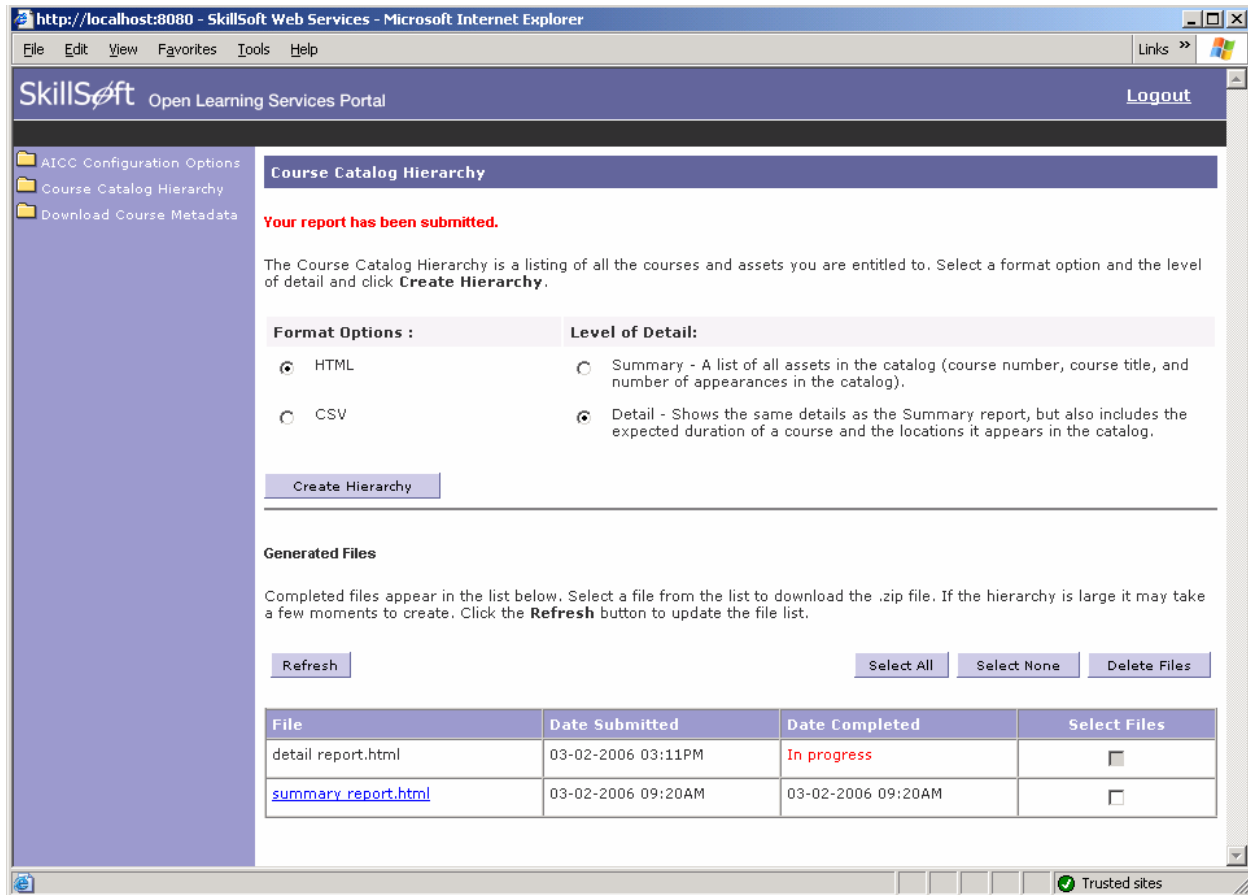 http://localhost:8080 - SkillSoft Web Services - Microsoft Internet Explorer
File Edit View Favorites Tools Help Links »
SkillSoft Open Learning Services Portal Logout
AICC Configuration Options
Course Catalog Hierarchy
Download Course Metadata
Course Catalog Hierarchy
Your report has been submitted.
The Course Catalog Hierarchy is a listing of all the courses and assets you are entitled to. Select a format option and the level
of detail and click Create Hierarchy.
Format Options : Level of Detail:
HTML Summary - A list of all assets in the catalog (course number, course title, and
number of appearances in the catalog).
CSV Detail - Shows the same details as the Summary report, but also includes the
expected duration of a course and the locations it appears in the catalog.
Create Hierarchy
Generated Files
Completed files appear in the list below. Select a file from the list to download the .zip file. If the hierarchy is large it may take
a few moments to create. Click the Refresh button to update the file list.
Refresh Select All Select None Delete Files
File Date Submitted Date Completed Select Files
detail report.html 03-02-2006 03:11PM In progress
summary report.html 03-02-2006 09:20AM 03-02-2006 09:20AM
Trusted sites